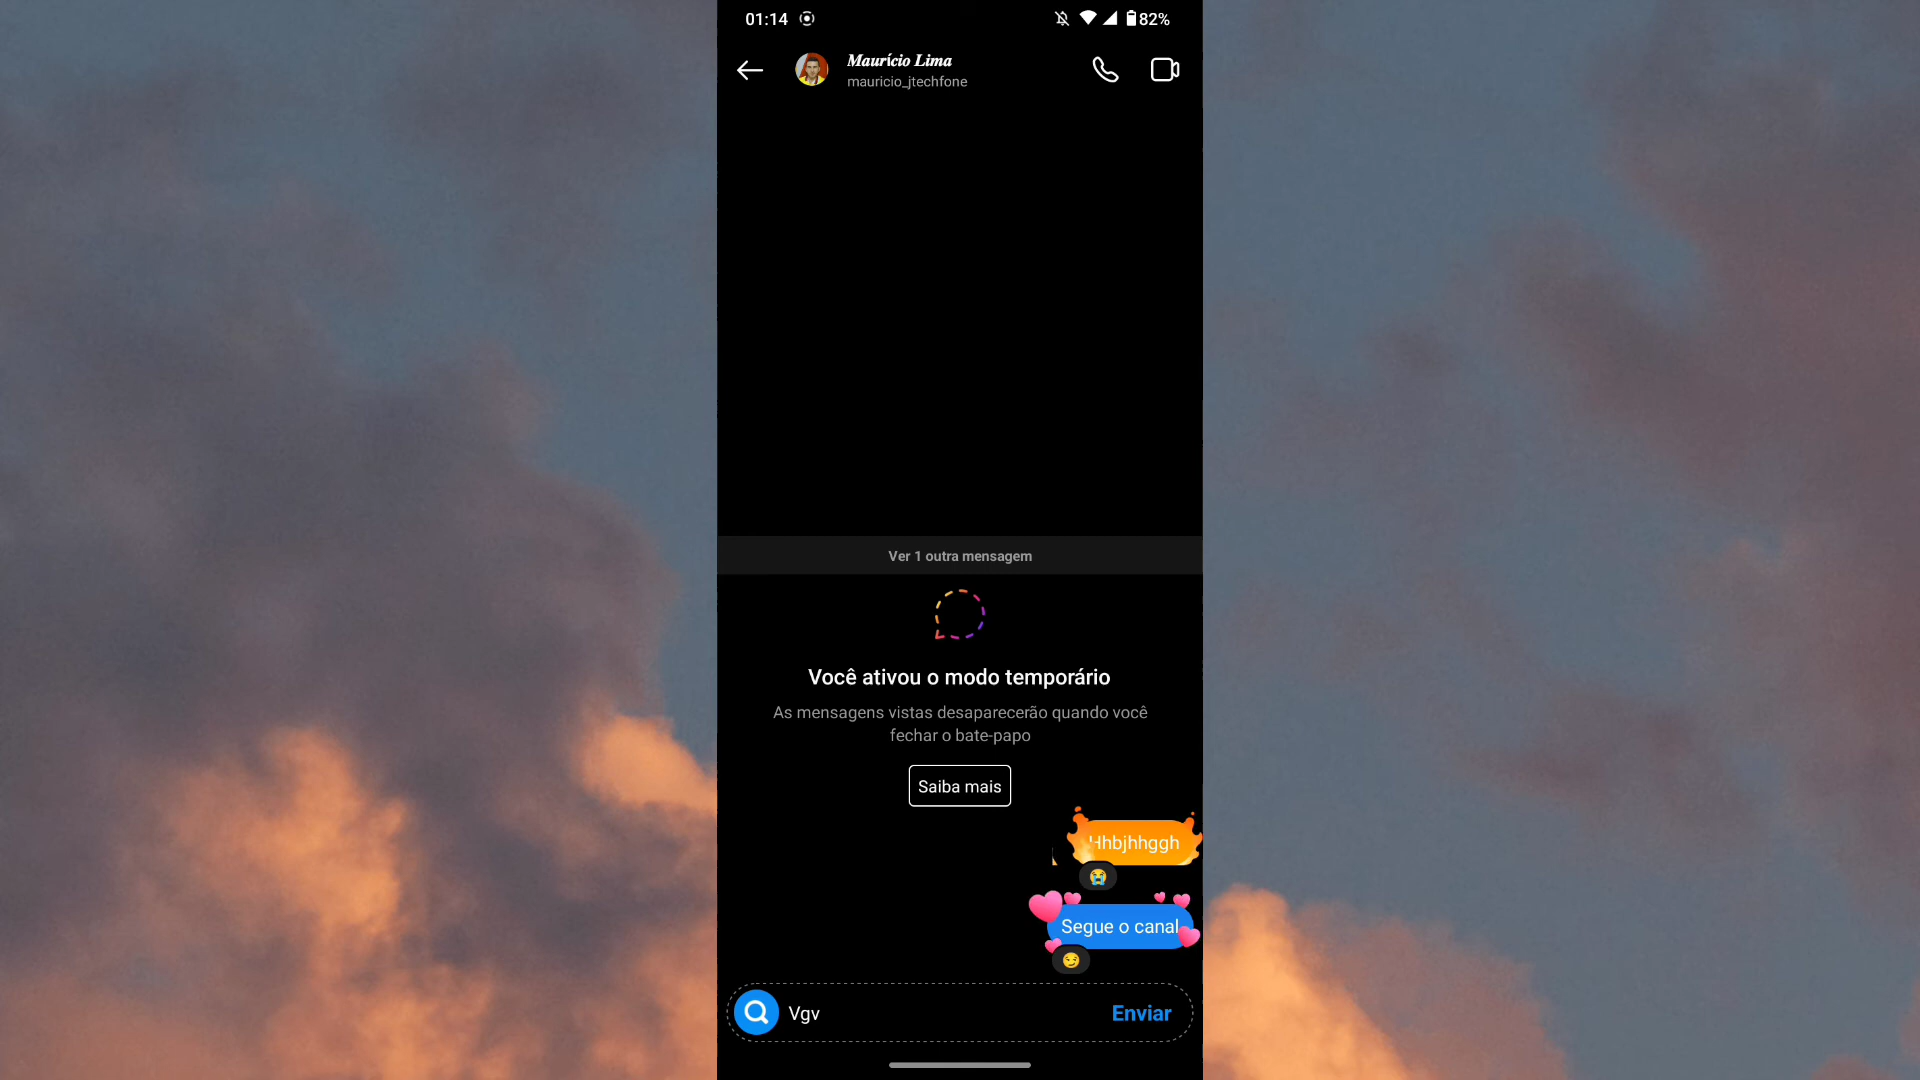 01:14
82%
Maurício Lima
mauricio_jtechfone
Ver 1 outra mensagem
Você ativou o modo temporário
As mensagens vistas desaparecerão quando você
fechar o bate-papo
Saiba mais
Hhbjhhggh
Segue o canal
Vgv
Enviar